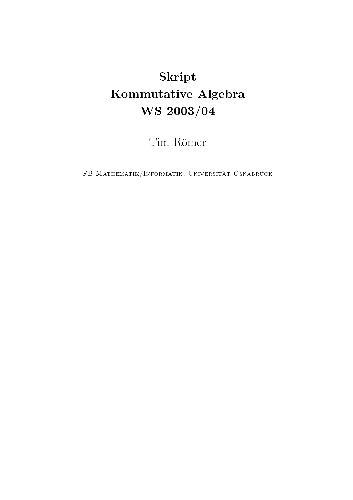 Skript
Kommutative Algebra
WS 2003/04
Tim Römer
FB Mathematik/Informatik, Universität Osnabrück